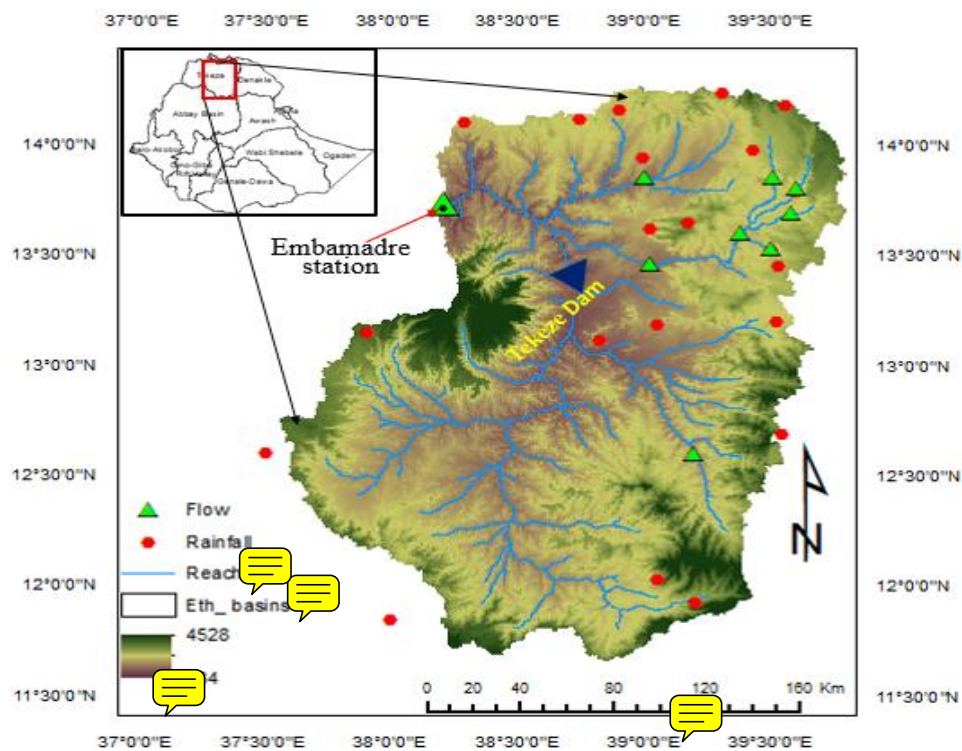 37°0'0"E 37°30'0"E 38°0'0"E 38°30'0"E 39°0'0"E 39°30'0"E
Tekeze
Denakle
Abbay Basin
Awash
Wabi Shebele
Ogaden
Genale-Dawa
14°0'0"N
14°0'0"N
13°30'0"N
13°30'0"N
13°0'0"N
13°0'0"N
12°30'0"N
12°30'0"N
12°0'0"N
12°0'0"N
11°30'0"N
11°30'0"N
Embamadre
station
Tekeze Dam
N
Flow
Rainfall
Reach
Eth_ basins
4528
0 20 40 80 120 160 Km
37°0'0"E 37°30'0"E 38°0'0"E 38°30'0"E 39°0'0"E 39°30'0"E